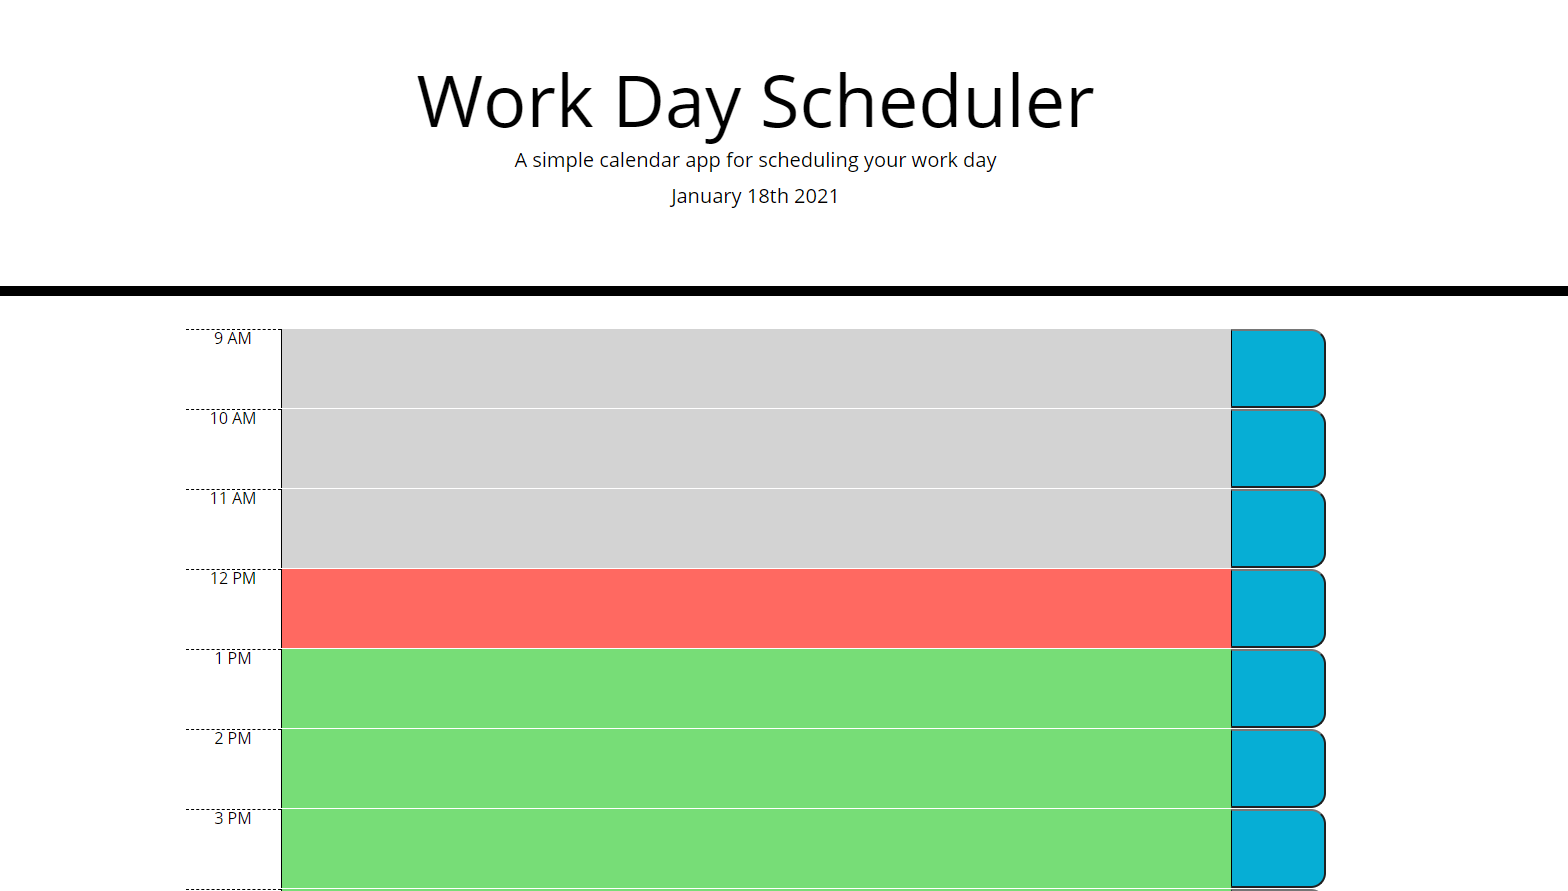 Work Day Scheduler
A simple calendar app for scheduling your work day
January 18th 2021
9 AM
10 AM
11 AM
12 PM
1 PM
2 PM
3 PM